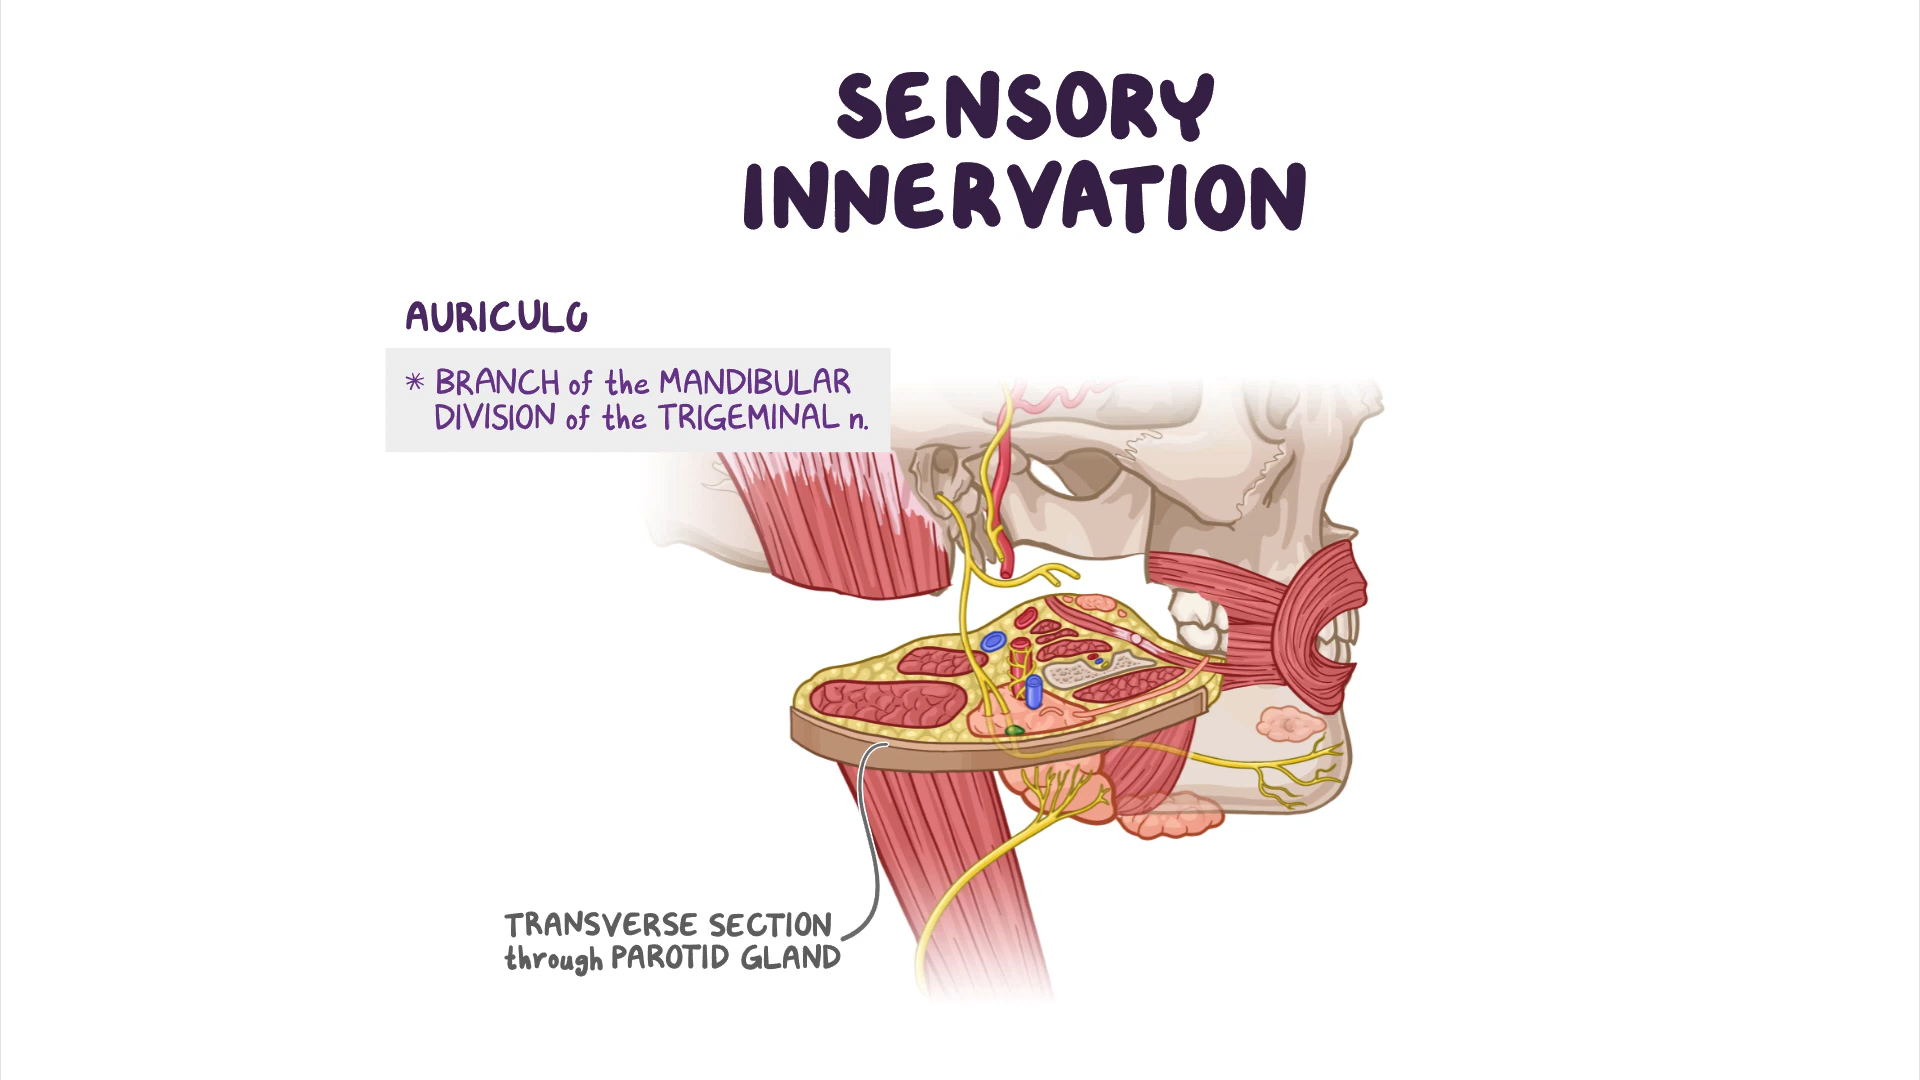 SENSORY
INNERVATION
AURICULO
* BRANCH of the MANDIBULAR
DIVISION of the TRIGEMINAL n.
TRANSVERSE SECTION
through PAROTID GLAND